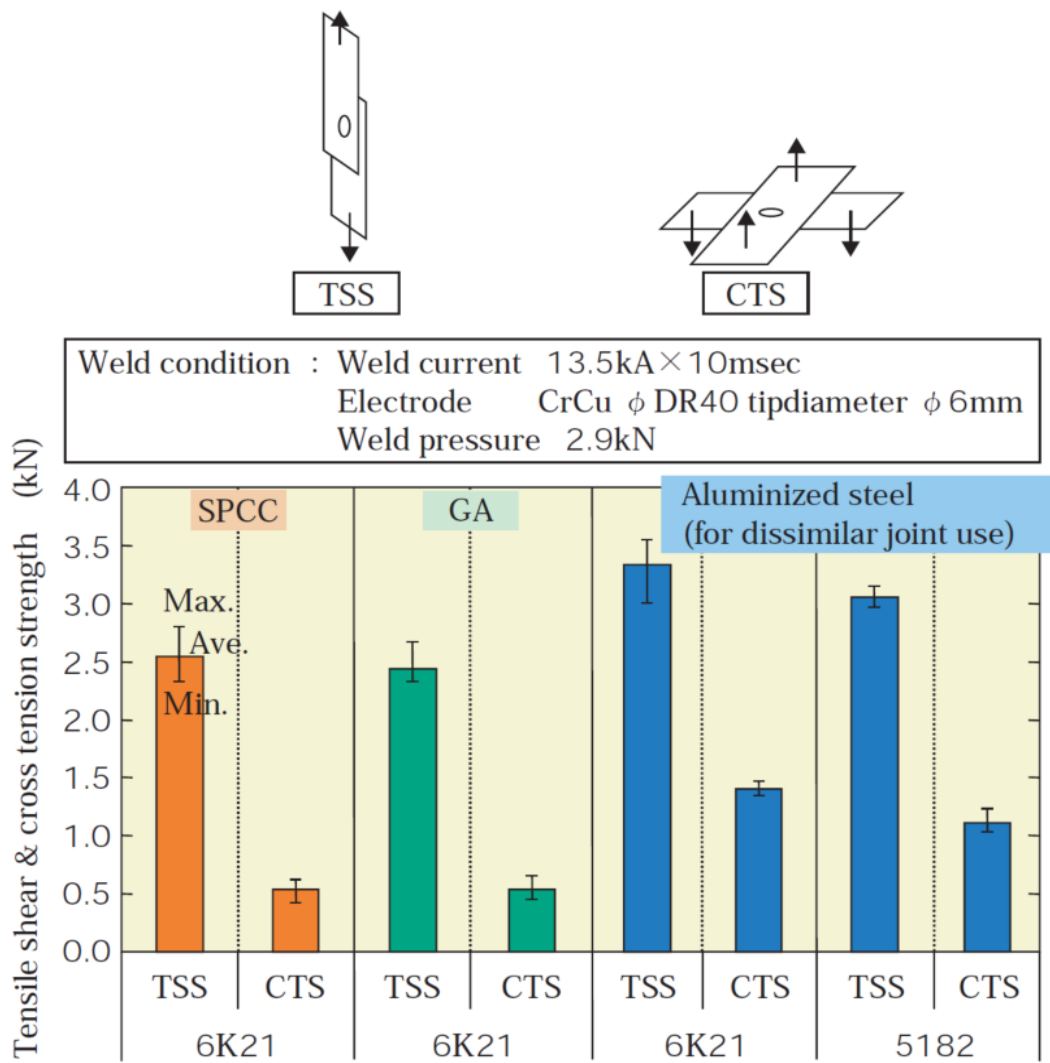 TSS
CTS
Weld condition : Weld current 13.5kA×10msec
Electrode CrCu φ DR40 tipdiameter φ 6mm
Weld pressure 2.9kN
Tensile shear & cross tension strength (kN)
4.0
3.5
3.0
2.5
2.0
1.5
1.0
0.5
0.0
SPCC
GA
Aluminized steel
(for dissimilar joint use)
Max.
Ave.
Min.
TSS CTS TSS CTS TSS CTS TSS CTS
6K21 6K21 6K21 5182